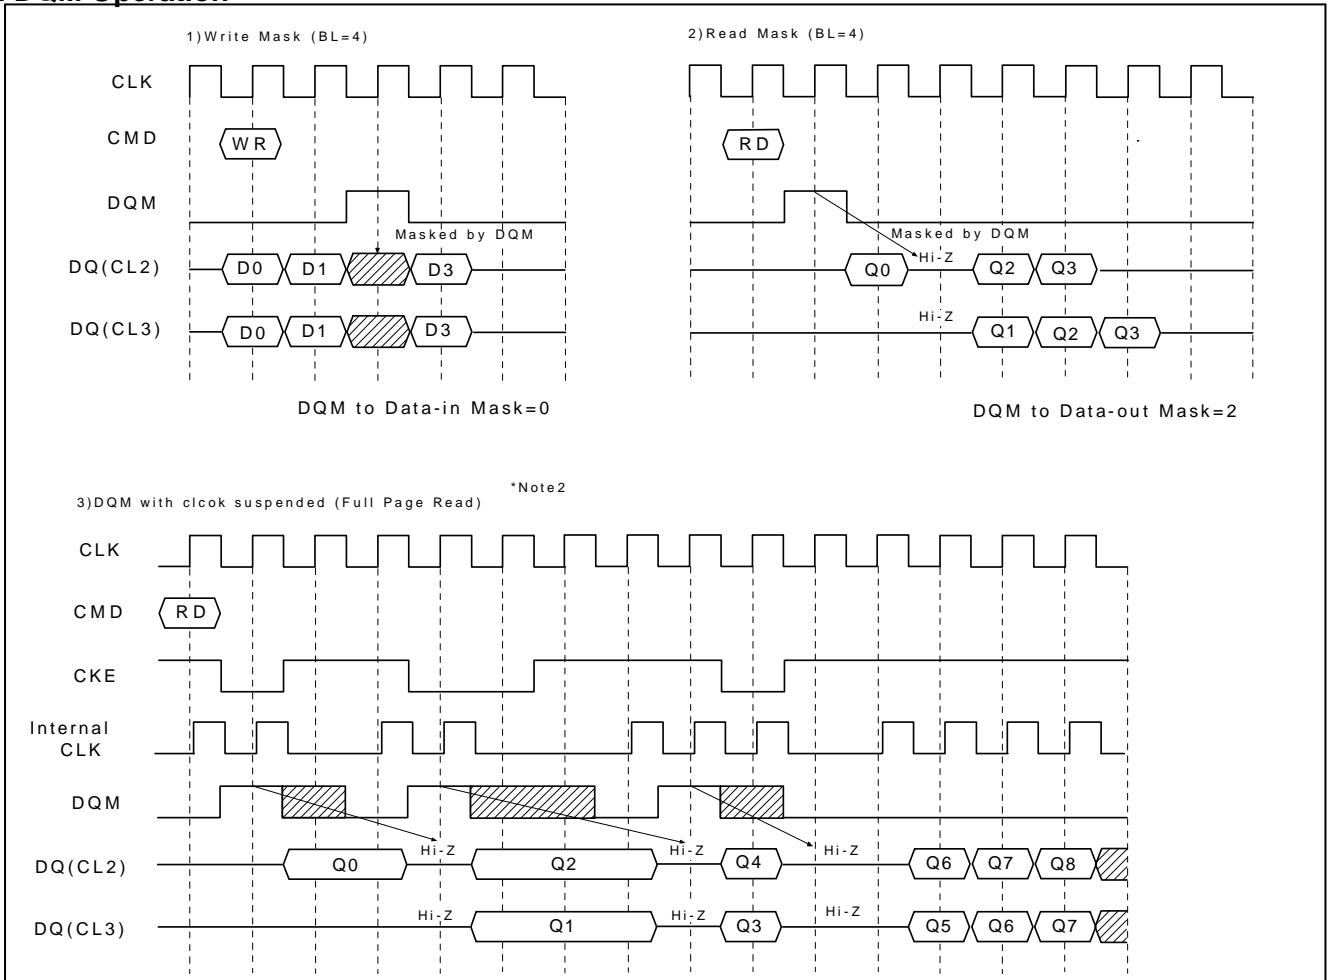 DQM Operation
1)Write Mask (BL=4)
CLK
CMD
WR
DQM
Masked by DQM
DQ(CL2)
D0 D1 D3
DQ(CL3)
D0 D1 D3
DQM to Data-in Mask=0
2)Read Mask (BL=4)
RD
Masked by DQM
Hi-Z
Q0 Q2 Q3
Hi-Z
Q1 Q2 Q3
DQM to Data-out Mask=2
*Note2
3)DQM with clcok suspended (Full Page Read)
CLK
CMD
RD
CKE
Internal
CLK
DQM
Hi-Z Hi-Z Hi-Z
DQ(CL2)
Q0 Q2 Q4 Q6 Q7 Q8
Hi-Z Hi-Z Hi-Z
DQ(CL3)
Q1 Q3 Q5 Q6 Q7